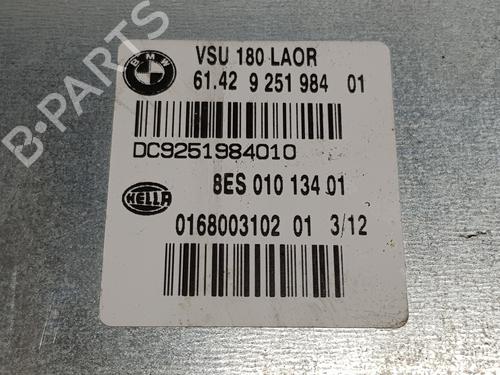 BMW
VSU 180 LAOR
61.42 9 251 984 01
DC9251984010
8ES 010 134 01
HELLA
0168003102 01 3/12
B-PARTS